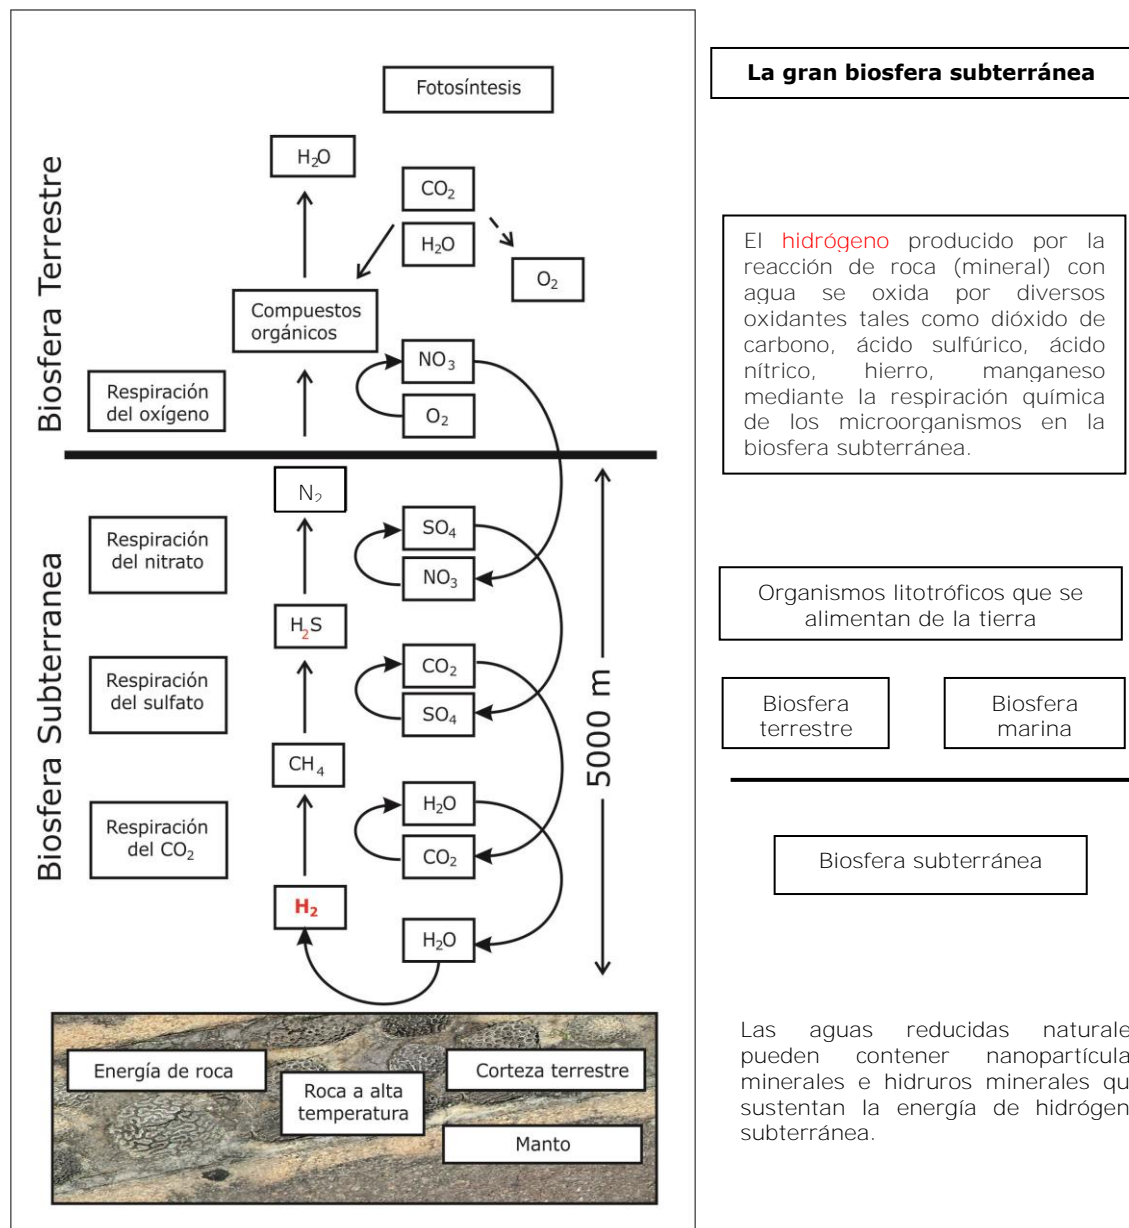 Fotosíntesis
La gran biosfera subterránea
Biosfera Terrestre
H₂O
CO₂
H₂O
O₂
Compuestos
orgánicos
NO₃
O₂
Respiración
del oxígeno
El hidrógeno producido por la
reacción de roca (mineral) con
agua se oxida por diversos
oxidantes tales como dióxido de
carbono, ácido sulfúrico, ácido
nítrico, hierro, manganeso
mediante la respiración química
de los microorganismos en la
biosfera subterránea.
Biosfera Subterranea
N₂
Respiración
del nitrato
SO₄
NO₃
H₂S
Respiración
del sulfato
CO₂
SO₄
CH₄
Respiración
del CO₂
H₂O
CO₂
H₂
H₂O
5000 m
Organismos litotróficos que se
alimentan de la tierra
Biosfera
terrestre
Biosfera
marina
Biosfera subterránea
Energía de roca
Roca a alta
temperatura
Corteza terrestre
Manto
Las aguas reducidas naturale
pueden contener nanopartícula
minerales e hidruros minerales qu
sustentan la energía de hidrógen
subterránea.